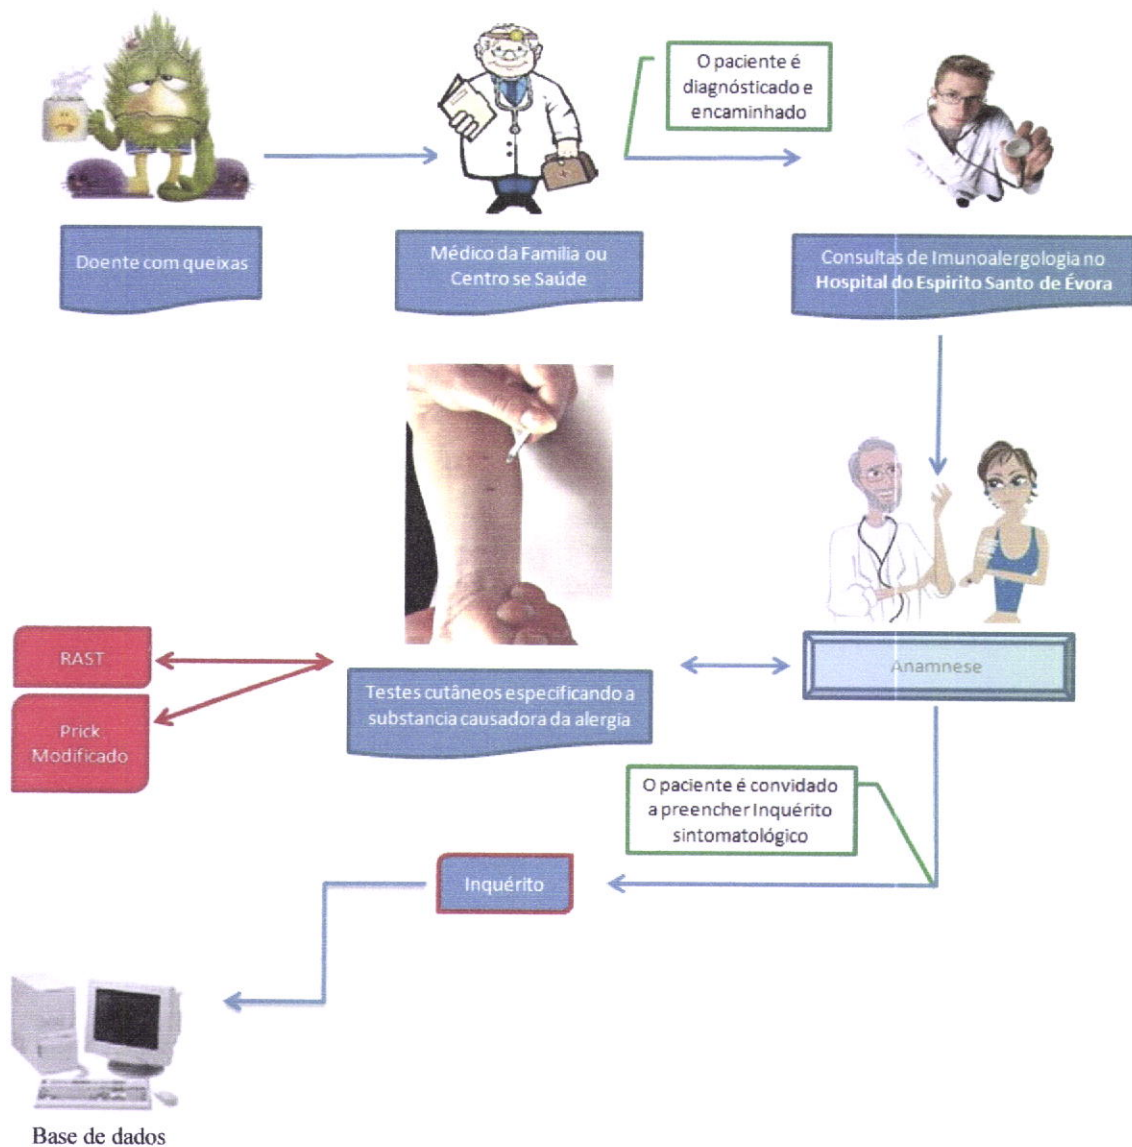 O paciente é
diagnósticado e
encaminhado
Doente com queixas
Médico da Familia ou
Centro se Saúde
Consultas de Imunoalergologia no
Hospital do Espirito Santo de Évora
RAST
Prick
Modificado
Testes cutâneos especificando a
substancia causadora da alergia
Anamnese
O paciente é convidado
a preencher Inquérito
sintomatológico
Inquérito
Base de dados